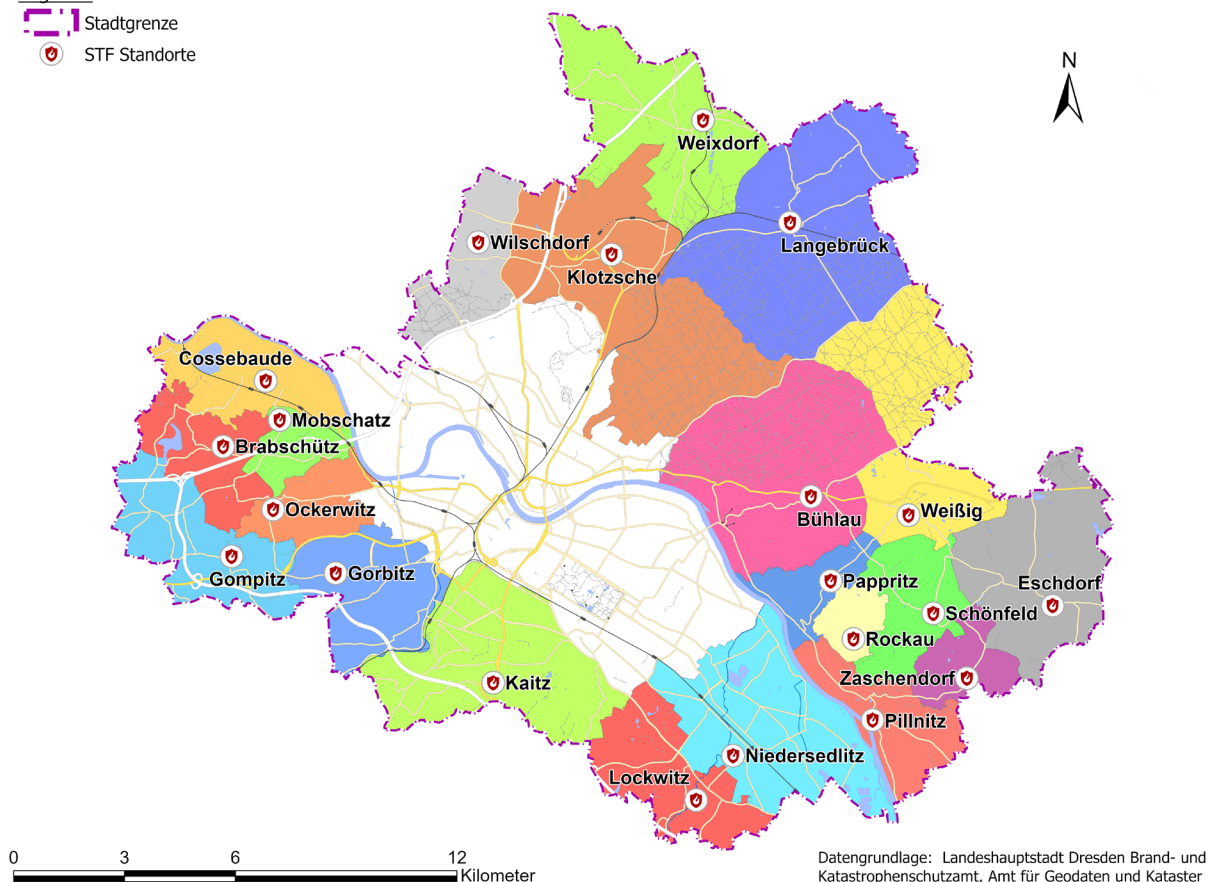 Stadtgrenze
STF Standorte
N
Weixdorf
Langebrück
Wilschdorf
Klotzsche
Cossebaude
Mobschatz
Brabschütz
Ockerwitz
Gompitz
Gorbitz
Bühlau
Weißig
Pappritz
Eschdorf
Schönfeld
Rockau
Zaschendorf
Kaitz
Pillnitz
Niedersedlitz
Lockwitz
0 3 6 12
Kilometer
Datengrundlage: Landeshauptstadt Dresden Brand- und
Katastrophenschutzamt, Amt für Geodaten und Kataster